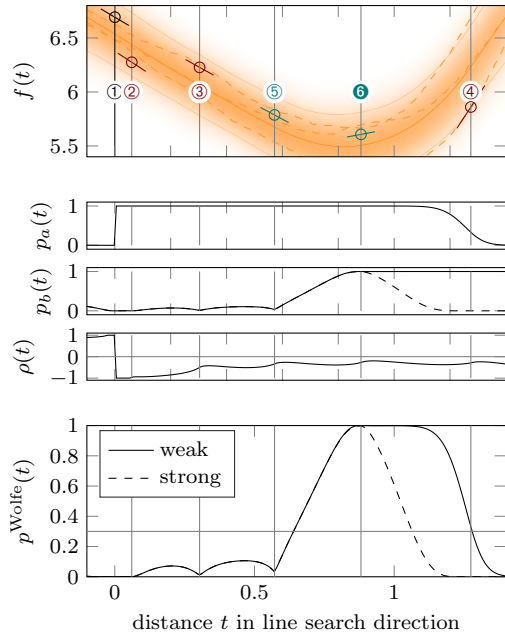 6.5
6
5.5
f(t)
① ② ③ ⑤ ❻ ④
1
0
p_a(t)
1
0
p_b(t)
1
0
−1
ρ(t)
1
0.8
0.6
0.4
0.2
0
p^Wolfe(t)
weak
strong
0 0.5 1
distance t in line search direction